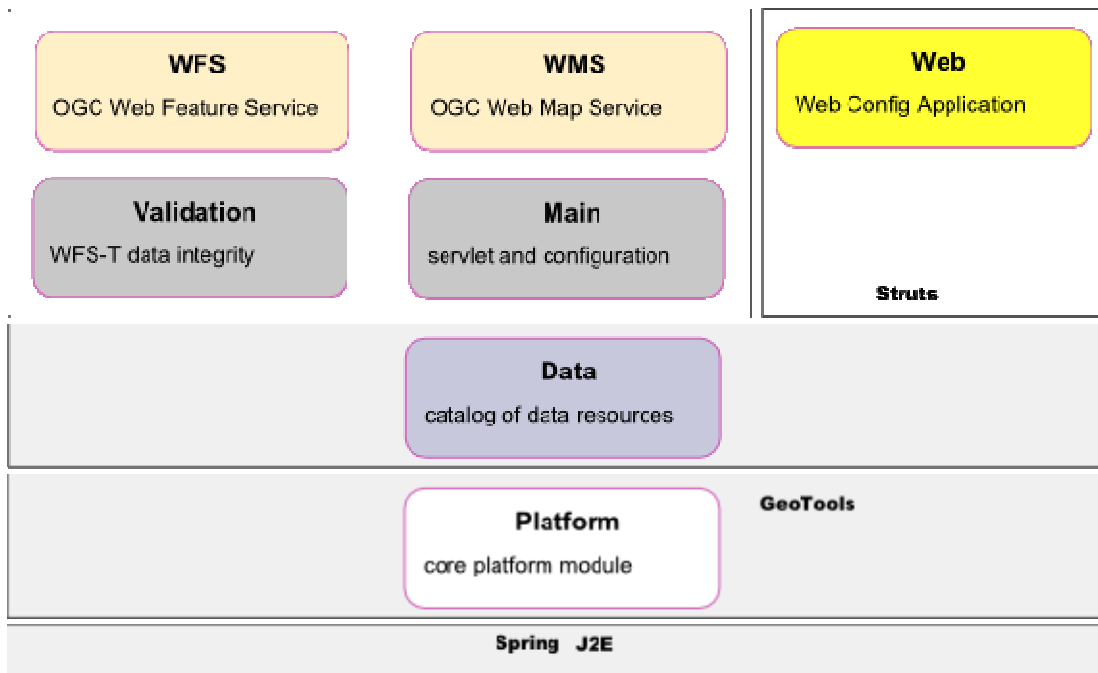 WFS
OGC Web Feature Service
WMS
OGC Web Map Service
Web
Web Config Application
Validation
WFS-T data integrity
Main
servlet and configuration
Struts
Data
catalog of data resources
Platform
core platform module
GeoTools
Spring J2E